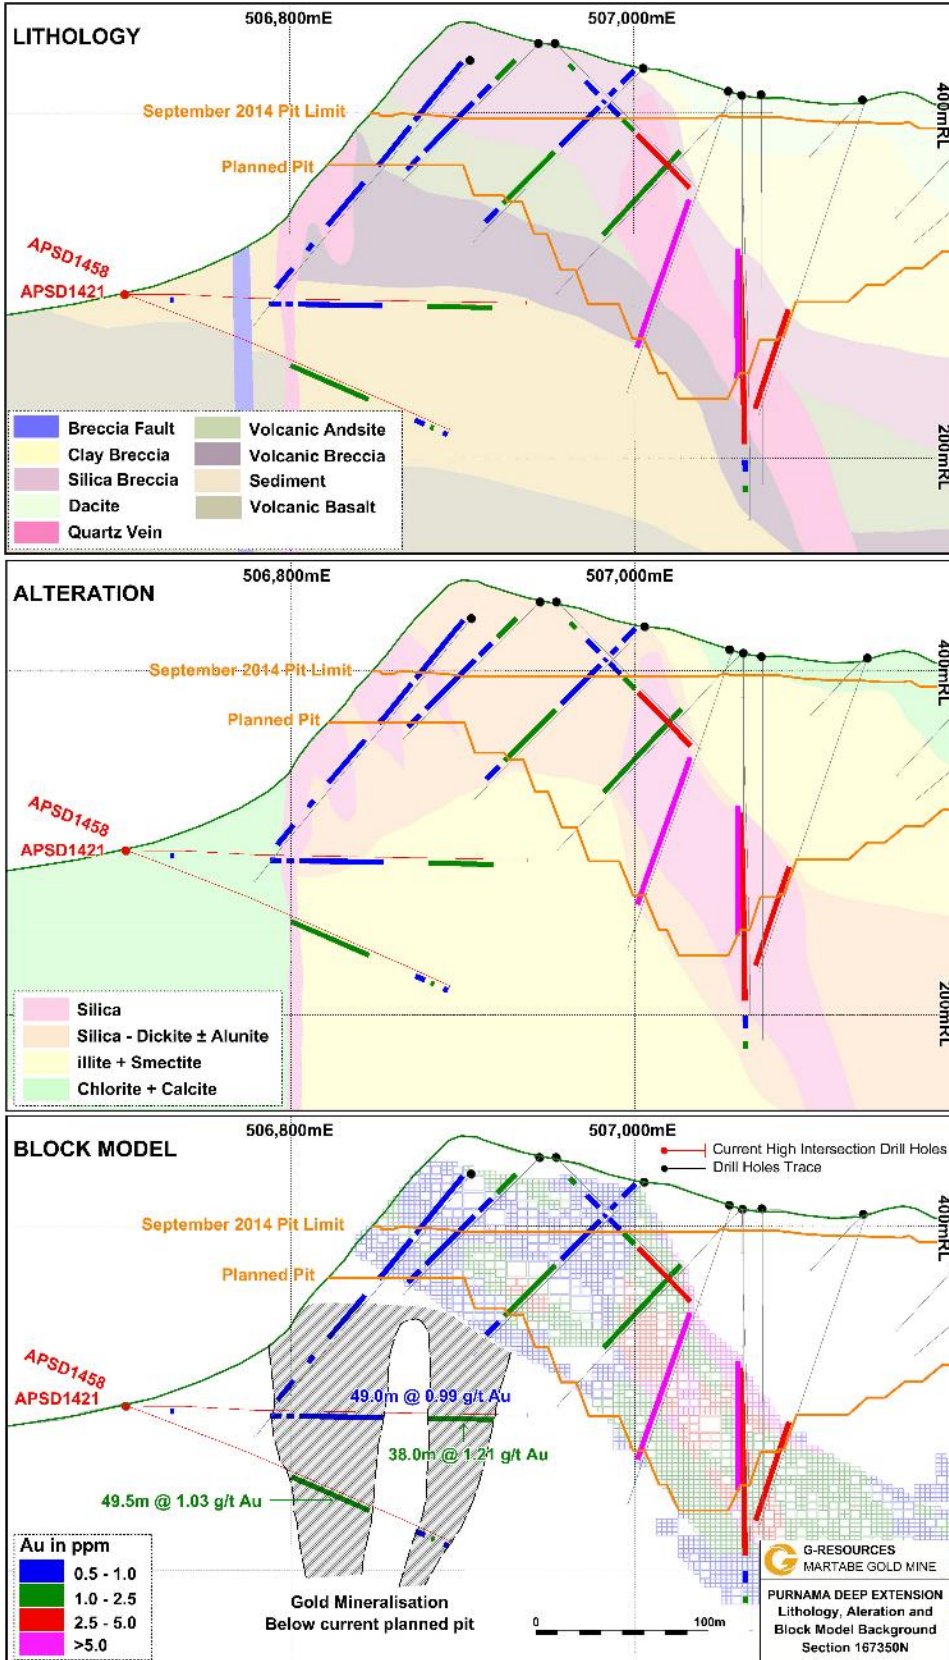 506,800mE
507,000mE
LITHOLOGY
400mRL
September 2014 Pit Limit
Planned Pit
APSD1458
APSD1421
200mRL
Breccia Fault
Clay Breccia
Silica Breccia
Dacite
Quartz Vein
Volcanic Andsite
Volcanic Breccia
Sediment
Volcanic Basalt
506,800mE
507,000mE
ALTERATION
400mRL
September 2014 Pit Limit
Planned Pit
APSD1458
APSD1421
200mRL
Silica
Silica - Dickite ± Alunite
illite + Smectite
Chlorite + Calcite
506,800mE
507,000mE
BLOCK MODEL
Current High Intersection Drill Holes
Drill Holes Trace
400mRL
September 2014 Pit Limit
Planned Pit
APSD1458
APSD1421
49.0m @ 0.99 g/t Au
38.0m @ 1.21 g/t Au
49.5m @ 1.03 g/t Au
Au in ppm
0.5 - 1.0
1.0 - 2.5
2.5 - 5.0
>5.0
Gold Mineralisation
Below current planned pit
0
100m
G-RESOURCES
MARTABE GOLD MINE
PURNAMA DEEP EXTENSION
Lithology, Aleration and
Block Model Background
Section 167350N